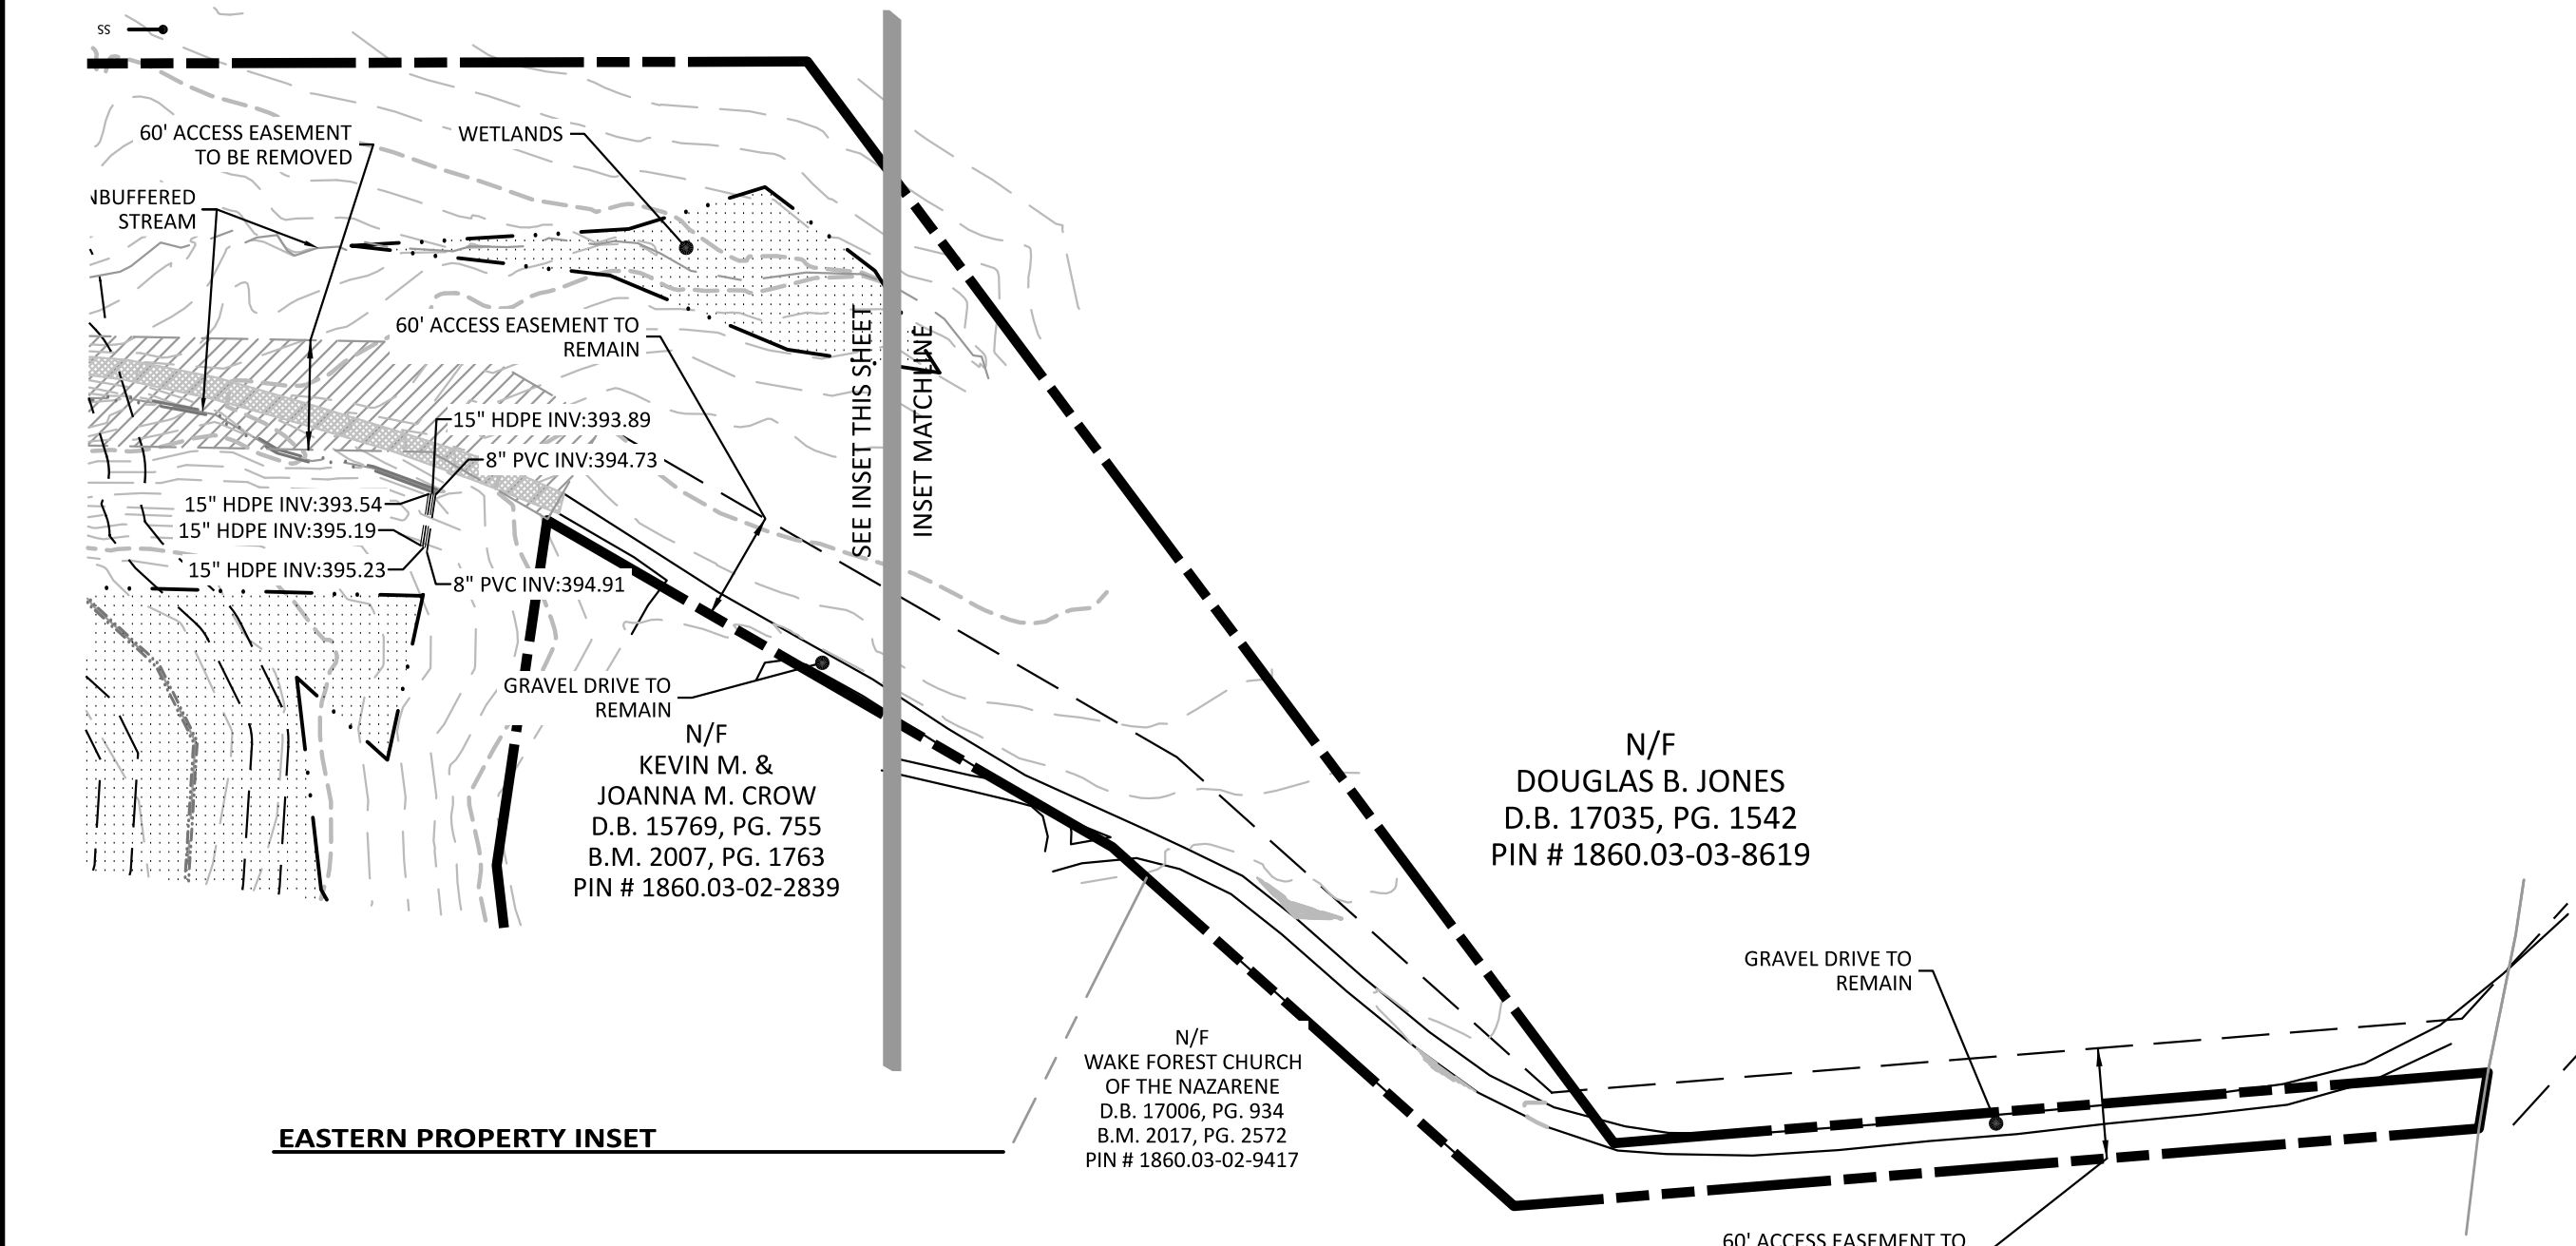 SS
60' ACCESS EASEMENT
TO BE REMOVED
WETLANDS
NBUFFERED
STREAM
60' ACCESS EASEMENT TO
REMAIN
SEE INSET THIS SHEET
INSET MATCHLINE
15" HDPE INV:393.89
8" PVC INV:394.73
15" HDPE INV:393.54
15" HDPE INV:395.19
15" HDPE INV:395.23
8" PVC INV:394.91
GRAVEL DRIVE TO
REMAIN
N/F
KEVIN M. &
JOANNA M. CROW
D.B. 15769, PG. 755
B.M. 2007, PG. 1763
PIN # 1860.03-02-2839
N/F
DOUGLAS B. JONES
D.B. 17035, PG. 1542
PIN # 1860.03-03-8619
GRAVEL DRIVE TO
REMAIN
N/F
WAKE FOREST CHURCH
OF THE NAZARENE
D.B. 17006, PG. 934
B.M. 2017, PG. 2572
PIN # 1860.03-02-9417
EASTERN PROPERTY INSET
60' ACCESS EASEMENT TO